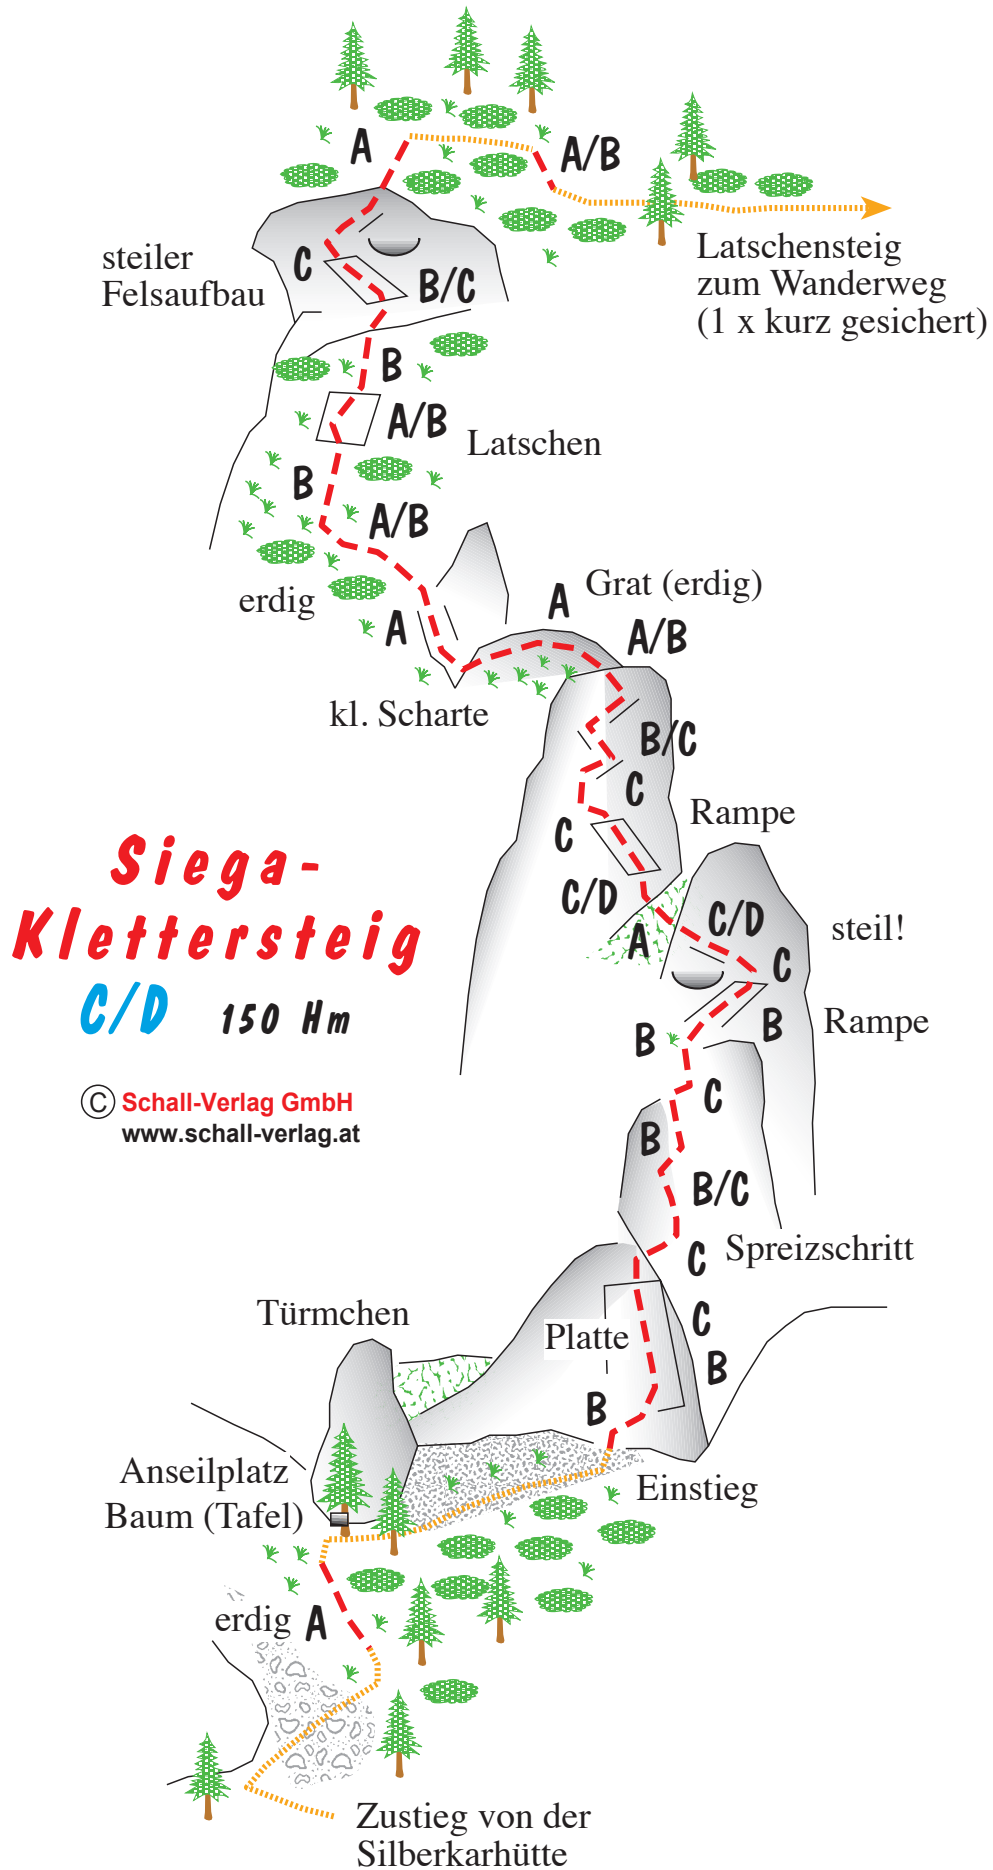 A
A/B
Latschensteig
zum Wanderweg
(1 x kurz gesichert)
steiler
Felsaufbau
C
B/C
B
A/B
Latschen
B
A/B
erdig
A
Grat (erdig)
A
A/B
kl. Scharte
B/C
C
Rampe
C
C/D
A
C/D
steil!
C
Siega-
Klettersteig
C/D 150 Hm
© Schall-Verlag GmbH
www.schall-verlag.at
B
B
Rampe
C
B
B/C
C
Spreizschritt
Türmchen
Platte
C
B
B
Anseilplatz
Baum (Tafel)
Einstieg
erdig
A
Zustieg von der
Silberkarhütte